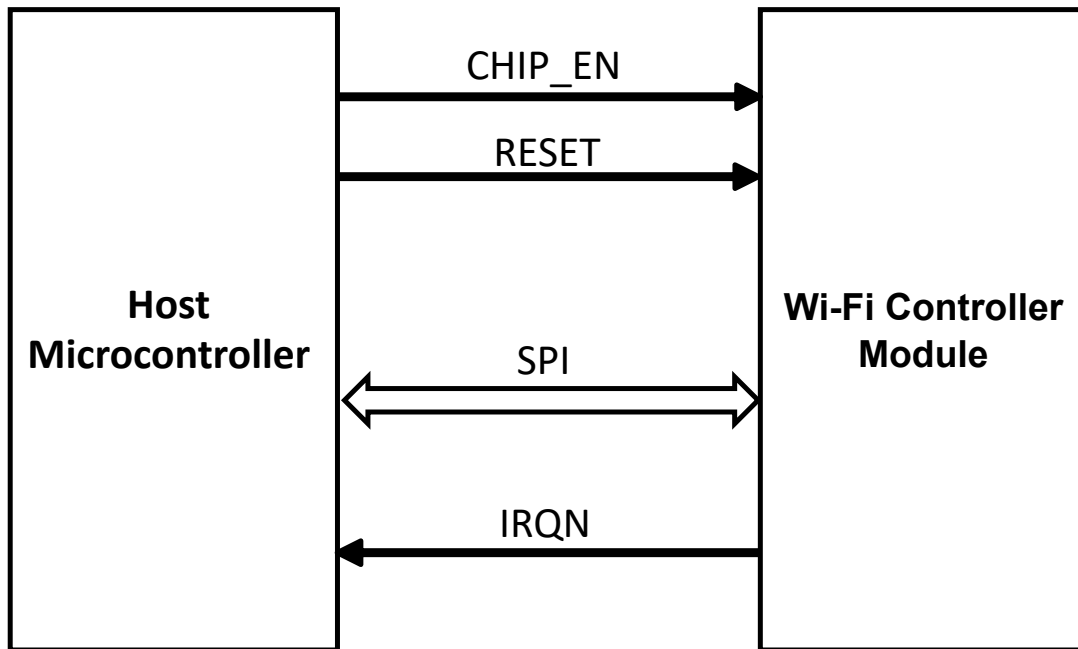 CHIP_EN
RESET
Host
Microcontroller
Wi-Fi Controller
Module
SPI
IRQN